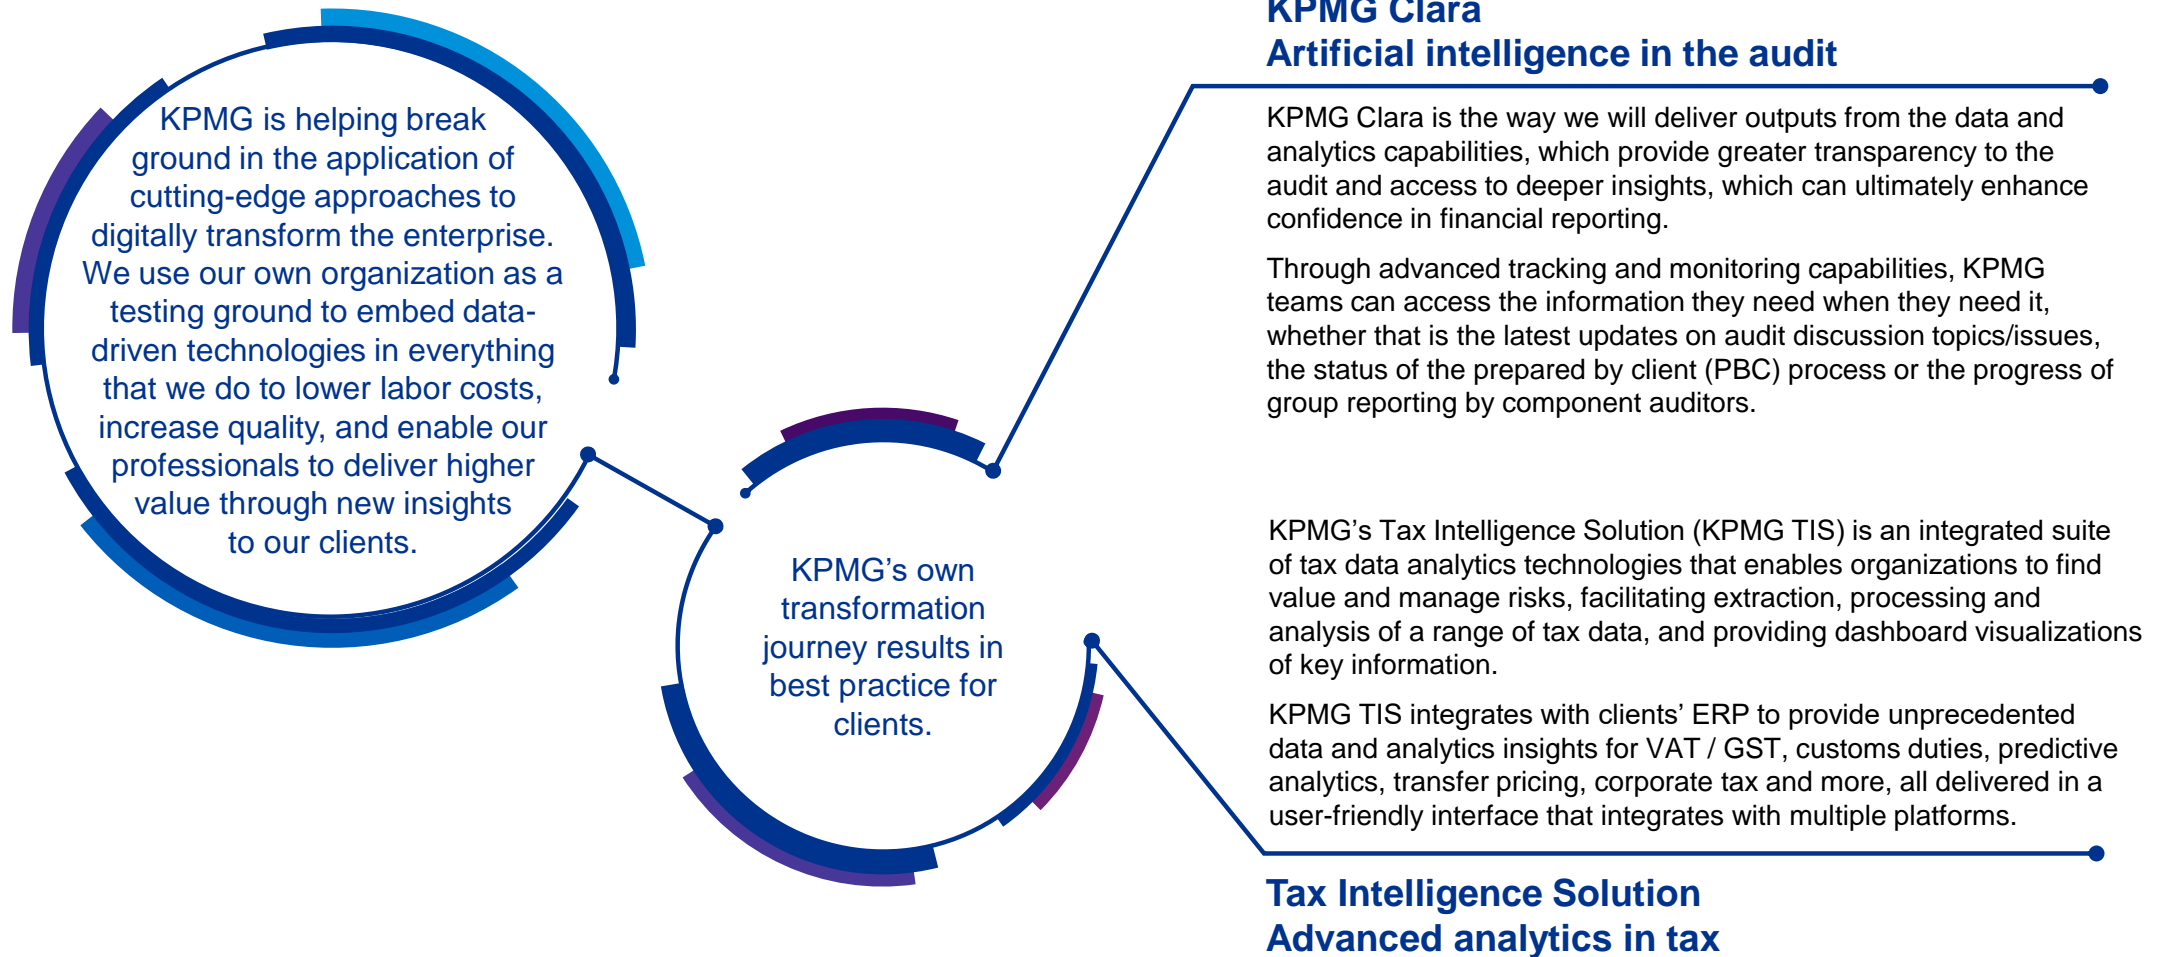 KPMG is helping break
ground in the application of
cutting-edge approaches to
digitally transform the enterprise.
We use our own organization as a
testing ground to embed data-
driven technologies in everything
that we do to lower labor costs,
increase quality, and enable our
professionals to deliver higher
value through new insights
to our clients.
KPMG’s own
transformation
journey results in
best practice for
clients.
KPMG Clara
Artificial intelligence in the audit
KPMG Clara is the way we will deliver outputs from the data and
analytics capabilities, which provide greater transparency to the
audit and access to deeper insights, which can ultimately enhance
confidence in financial reporting.
Through advanced tracking and monitoring capabilities, KPMG
teams can access the information they need when they need it,
whether that is the latest updates on audit discussion topics/issues,
the status of the prepared by client (PBC) process or the progress of
group reporting by component auditors.
KPMG’s Tax Intelligence Solution (KPMG TIS) is an integrated suite
of tax data analytics technologies that enables organizations to find
value and manage risks, facilitating extraction, processing and
analysis of a range of tax data, and providing dashboard visualizations
of key information.
KPMG TIS integrates with clients’ ERP to provide unprecedented
data and analytics insights for VAT / GST, customs duties, predictive
analytics, transfer pricing, corporate tax and more, all delivered in a
user-friendly interface that integrates with multiple platforms.
Tax Intelligence Solution
Advanced analytics in tax